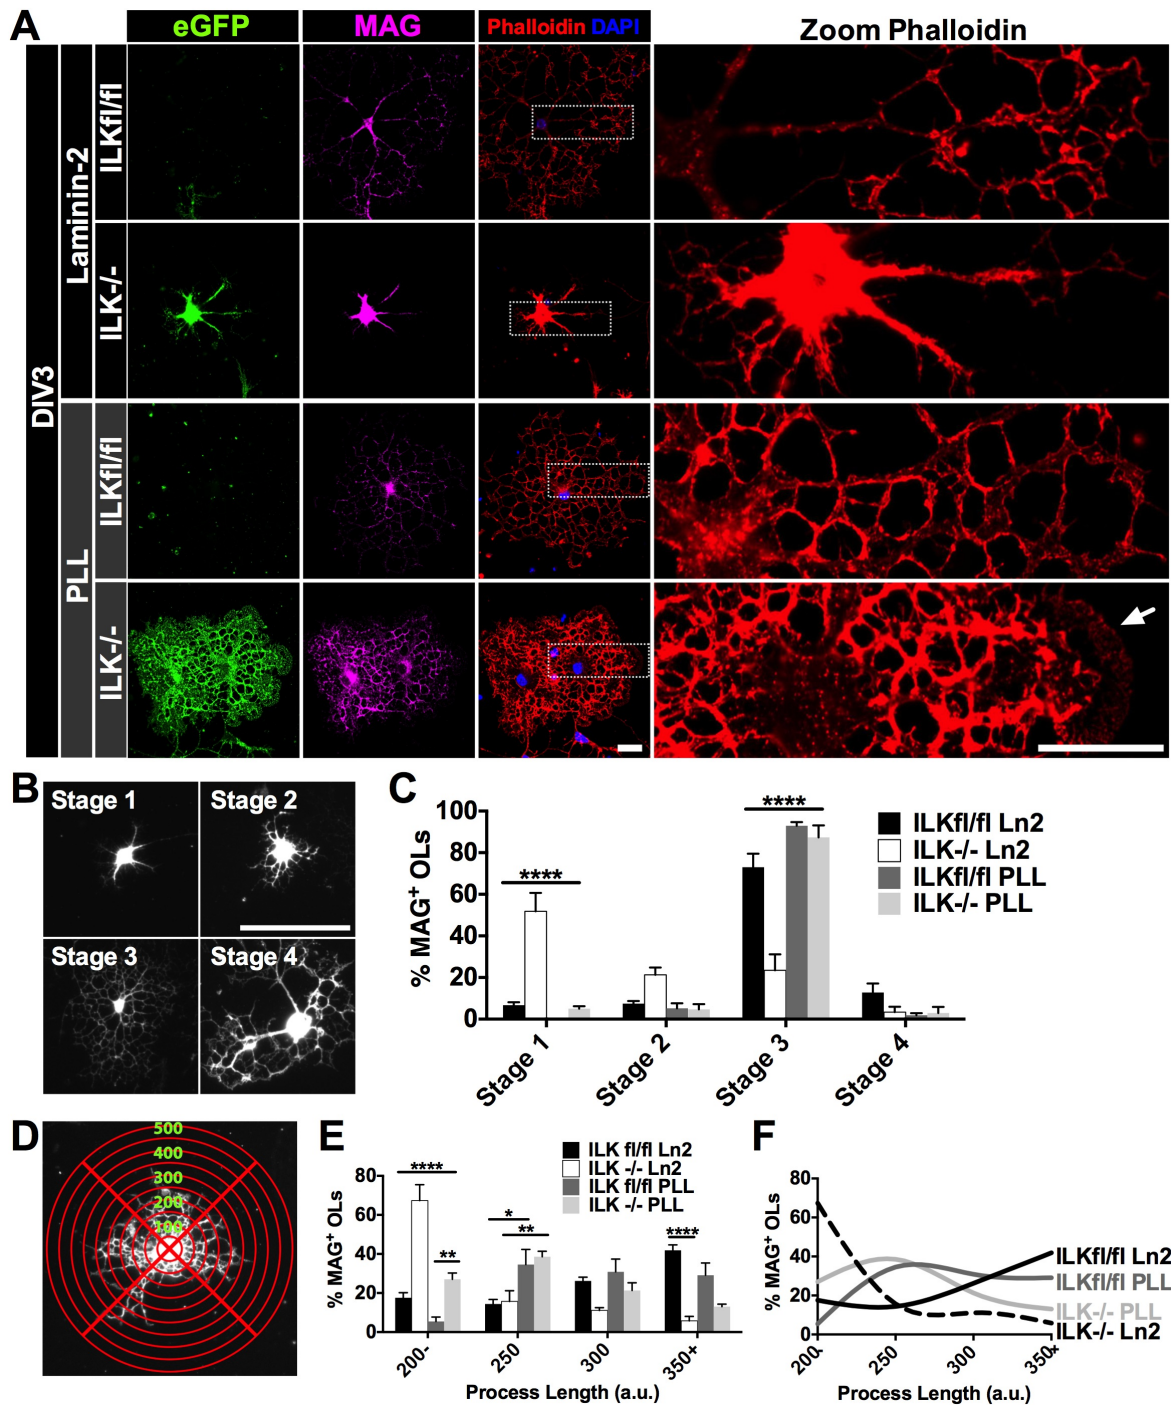 A
eGFP
MAG
Phalloidin DAPI
Zoom Phalloidin
DIV3
Laminin-2
ILKfl/fl
ILK-/-
PLL
ILKfl/fl
ILK-/-
B
Stage 1
Stage 2
Stage 3
Stage 4
C
% MAG+ OLs
100
80
60
40
20
0
****
****
Stage 1
Stage 2
Stage 3
Stage 4
ILKfl/fl Ln2
ILK-/- Ln2
ILKfl/fl PLL
ILK-/- PLL
D
500
400
300
200
100
E
ILK fl/fl Ln2
ILK -/- Ln2
ILK fl/fl PLL
ILK -/- PLL
% MAG+ OLs
80
60
40
20
0
****
**
*
**
****
200-
250
300
350+
Process Length (a.u.)
F
% MAG+ OLs
80
60
40
20
0
ILKfl/fl Ln2
ILKfl/fl PLL
ILK-/- PLL
ILK-/- Ln2
200-
250
300
350+
Process Length (a.u.)